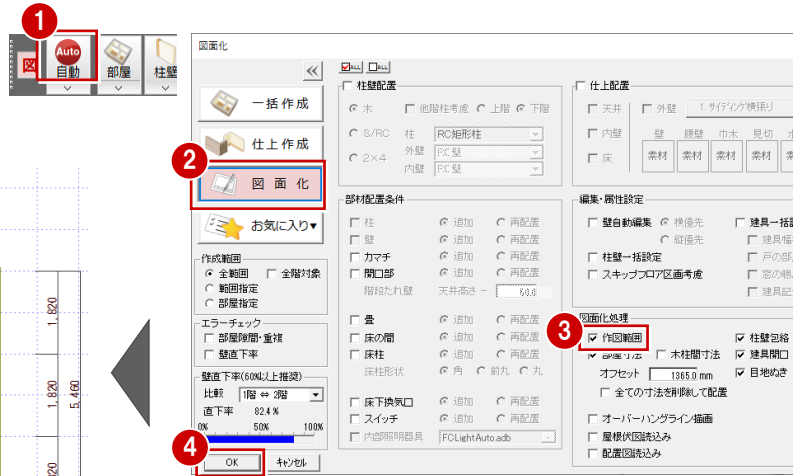 1
Auto
自動
図
部屋
柱壁
1,820
1,820
5,460
820
図面化
一括作成
2
仕上作成
図面化
お気に入り▼
作成範囲
全範囲 全階対象
範囲指定
部屋指定
エラーチェック
部屋隙間・重複
壁直下率
壁直下率(60%以上推奨)
比較 1階 ⇔ 2階
直下率 82.4 %
0% 50% 100%
4
OK キャンセル
ALL ALL
柱壁配置
木 他階柱考慮 上階 下階
S/RC 柱 RC矩形柱
外壁 RC壁
2×4
内壁 RC壁
部材配置条件
柱 追加 再配置
壁 追加 再配置
カマチ 追加 再配置
開口部 追加 再配置
階段たれ壁 天井高さ － 60.0
畳 追加 再配置
床の間 追加 再配置
床柱 追加 再配置
床柱形状 角 前丸 丸
床下換気口 追加 再配置
スイッチ 追加 再配置
内部照明器具 FCLightAuto.adb
仕上配置
天井 外壁 1.サイディング横張り
内壁 壁 腰壁 巾木 見切
床 素材 素材 素材 素材
編集・属性設定
壁自動編集 横優先 建具一括
縦優先 建具幅
柱壁一括設定 戸の部
スキップフロア区画考慮 窓の
建具記
3
図面化処理
作図範囲 柱壁包絡
部屋寸法 木柱間寸法 建具開口
オフセット 1365.0 mm 目地ぬき
全ての寸法を削除して配置
オーバーハングライン描画
屋根伏図読込み
配置図読込み